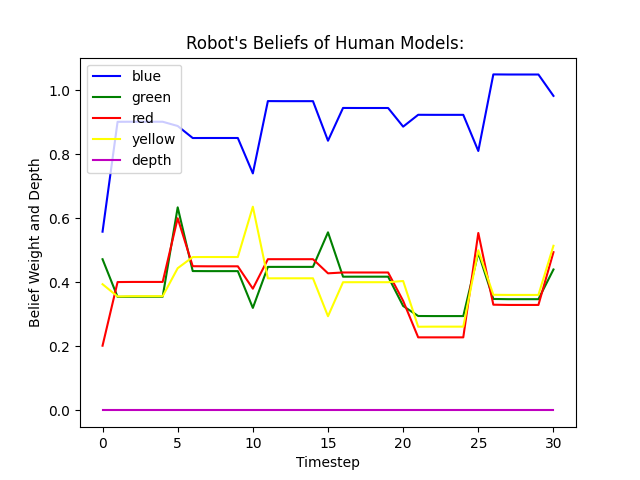 Robot's Beliefs of Human Models:
blue
green
red
yellow
depth
Belief Weight and Depth
1.0
0.8
0.6
0.4
0.2
0.0
0 5 10 15 20 25 30
Timestep